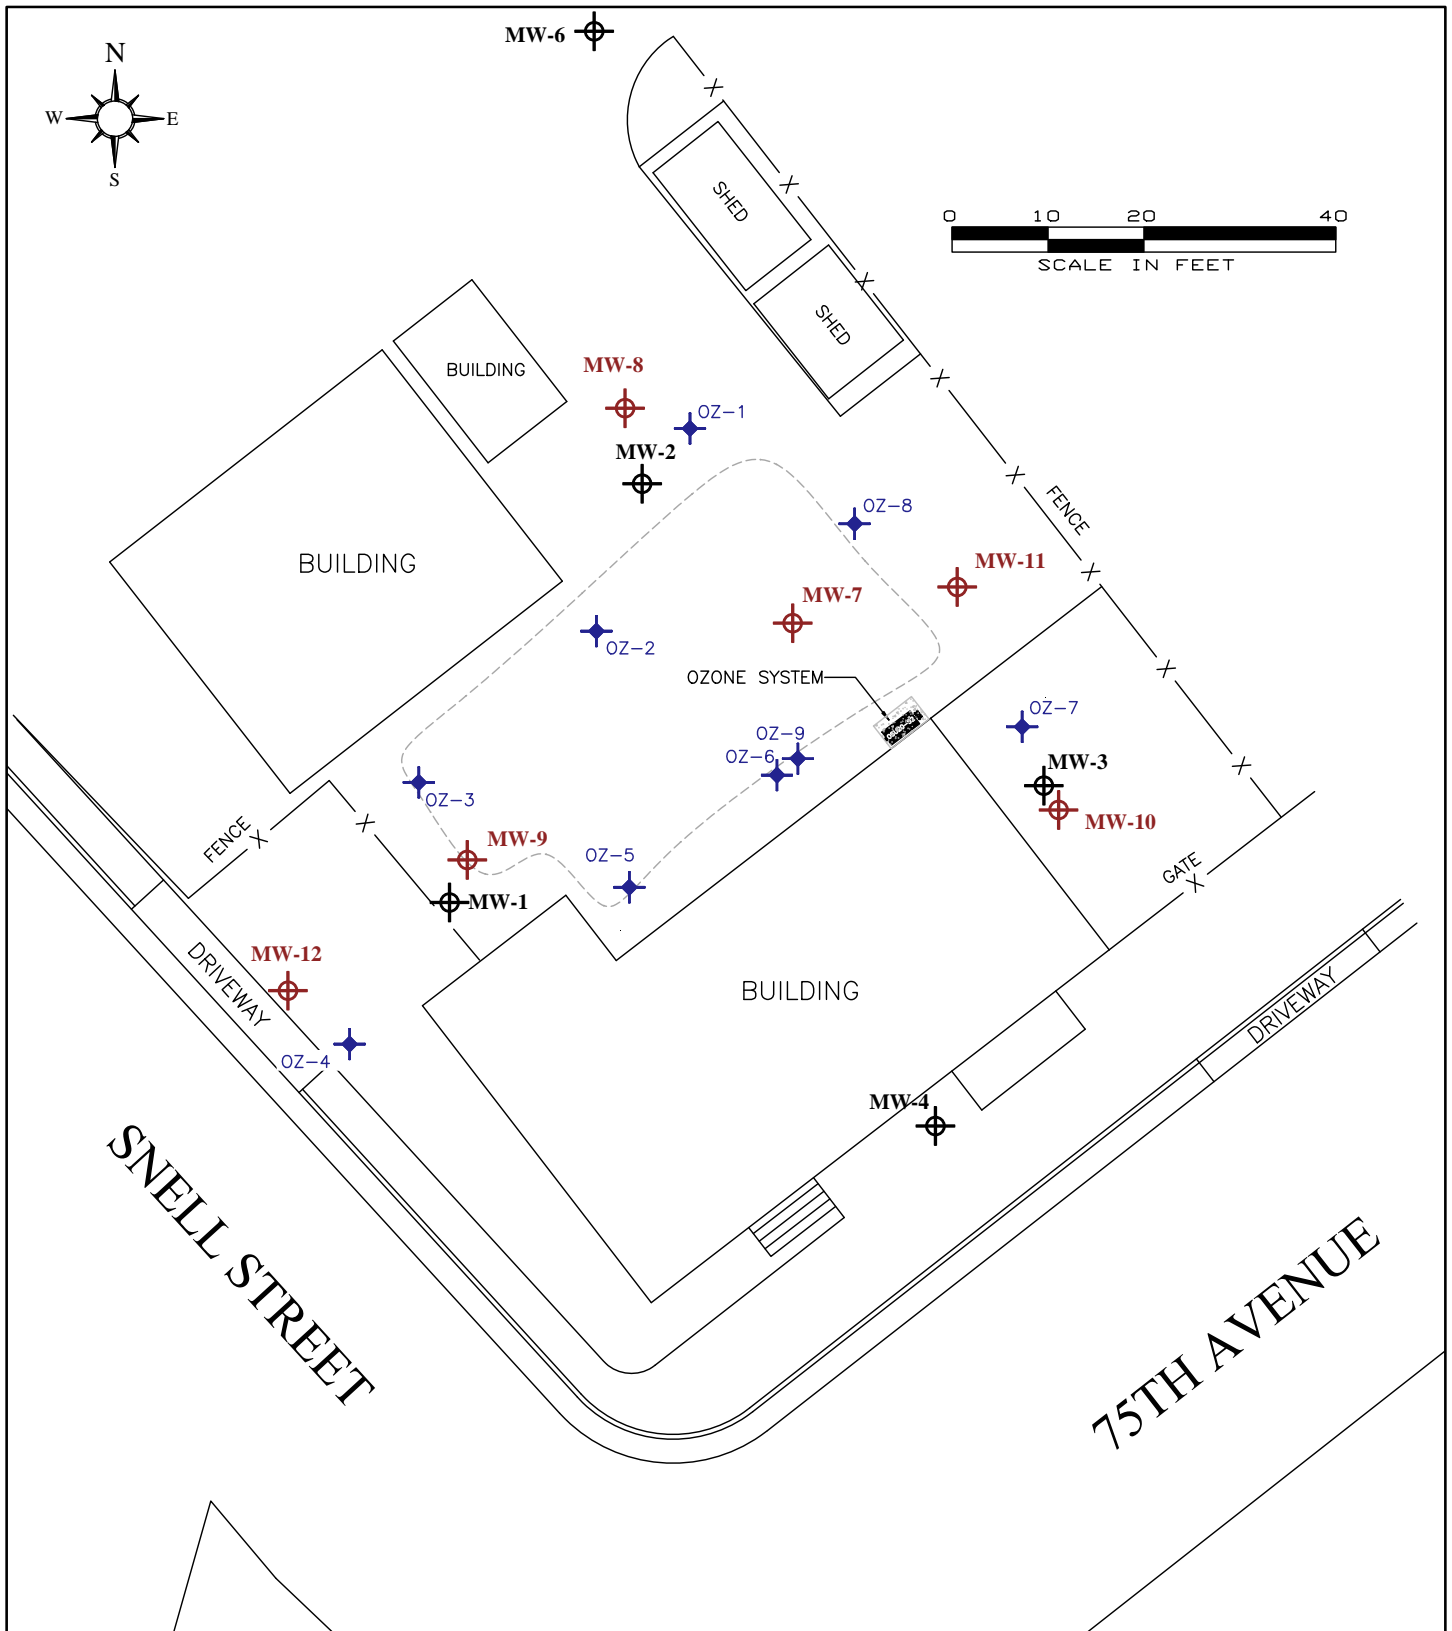 MW-6
N
W E
S
SHED
0 10 20 40
SCALE IN FEET
SHED
MW-8
BUILDING
OZ-1
MW-2
OZ-8
FENCE
BUILDING
MW-11
MW-7
OZ-2
OZONE SYSTEM
OZ-7
OZ-9
OZ-6
MW-3
OZ-3
MW-10
FENCE
MW-9
OZ-5
GATE
MW-1
MW-12
DRIVEWAY
BUILDING
DRIVEWAY
OZ-4
MW-4
SNELL STREET
75TH AVENUE